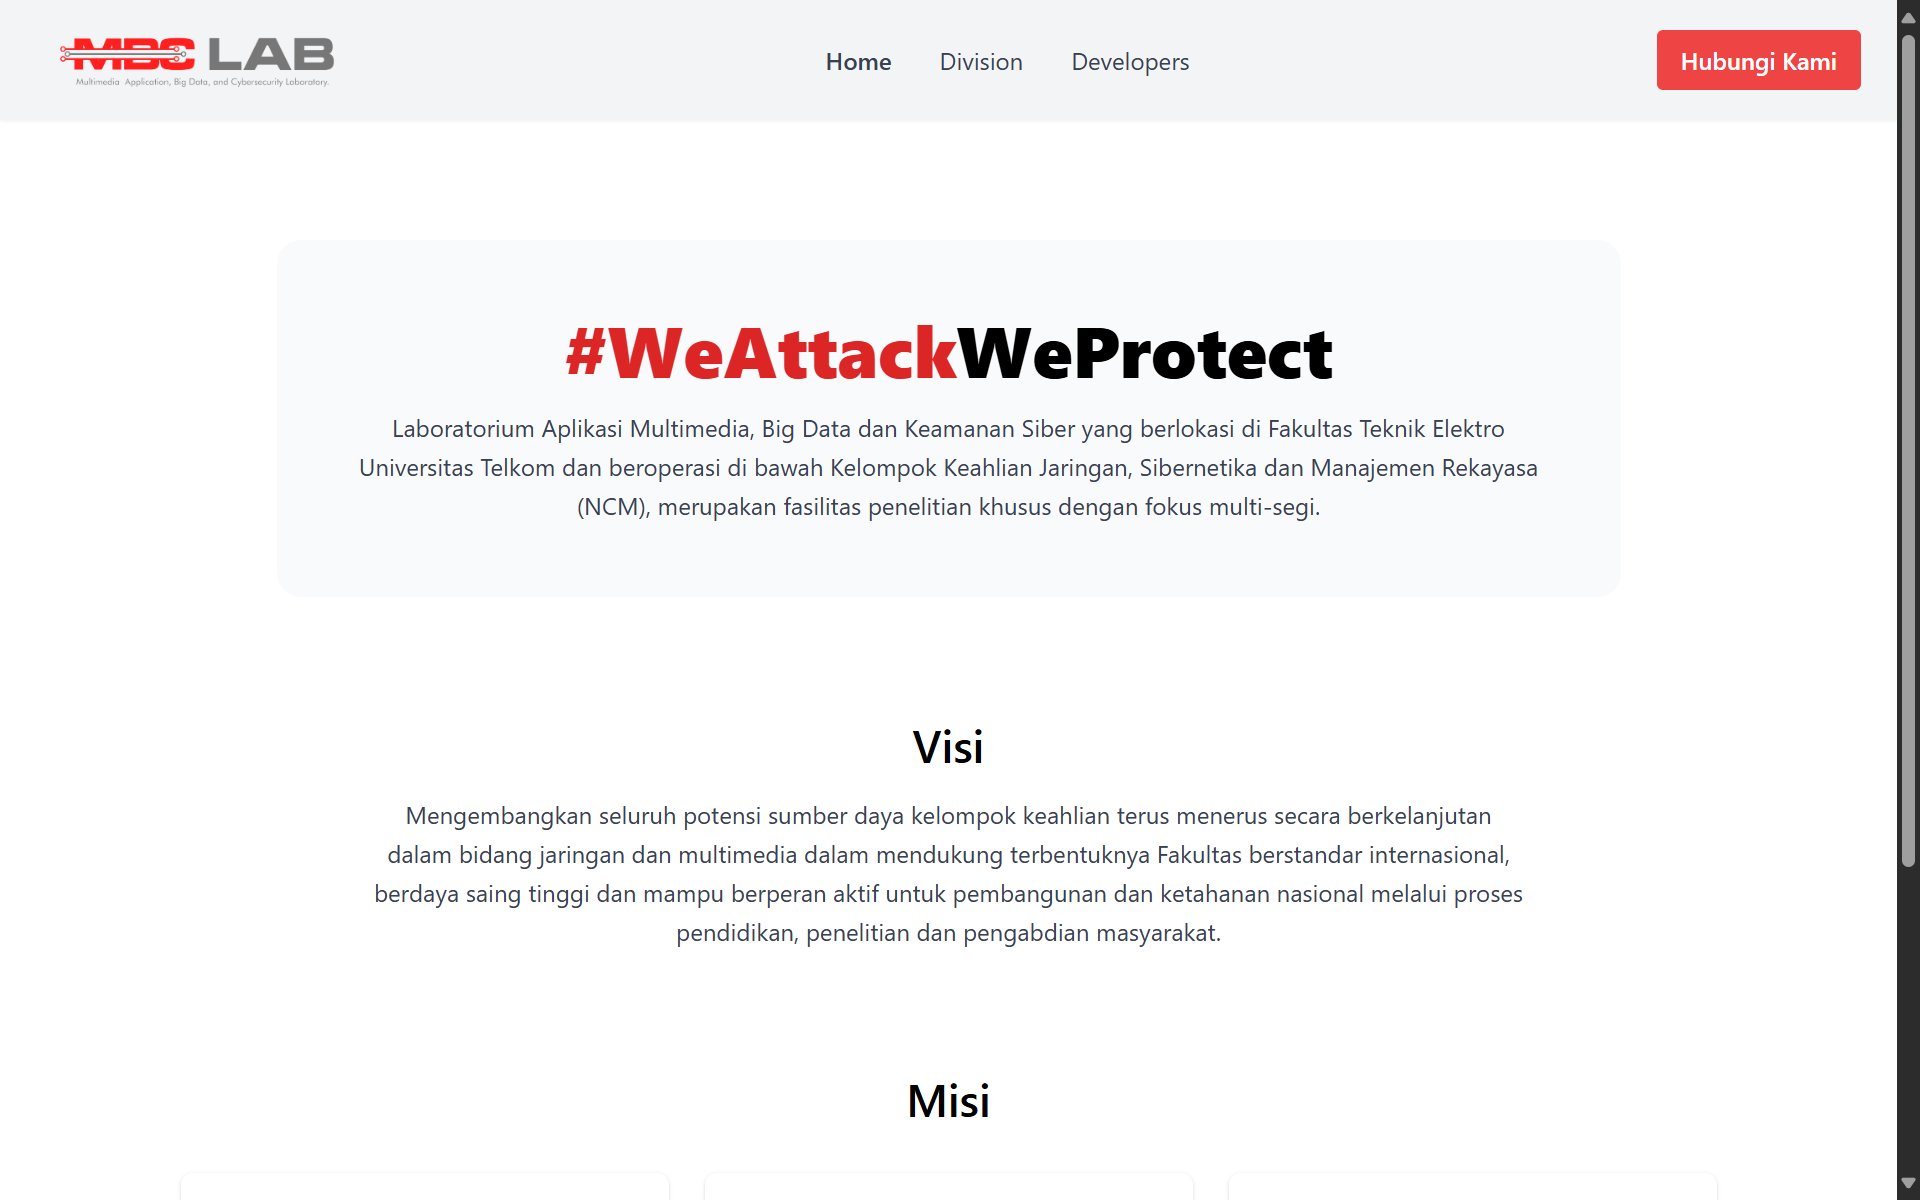 MBC LAB
Multimedia Application, Big Data, and Cybersecurity Laboratory.
Home
Division
Developers
Hubungi Kami
#WeAttackWeProtect
Laboratorium Aplikasi Multimedia, Big Data dan Keamanan Siber yang berlokasi di Fakultas Teknik Elektro
Universitas Telkom dan beroperasi di bawah Kelompok Keahlian Jaringan, Sibernetika dan Manajemen Rekayasa
(NCM), merupakan fasilitas penelitian khusus dengan fokus multi-segi.
Visi
Mengembangkan seluruh potensi sumber daya kelompok keahlian terus menerus secara berkelanjutan
dalam bidang jaringan dan multimedia dalam mendukung terbentuknya Fakultas berstandar internasional,
berdaya saing tinggi dan mampu berperan aktif untuk pembangunan dan ketahanan nasional melalui proses
pendidikan, penelitian dan pengabdian masyarakat.
Misi